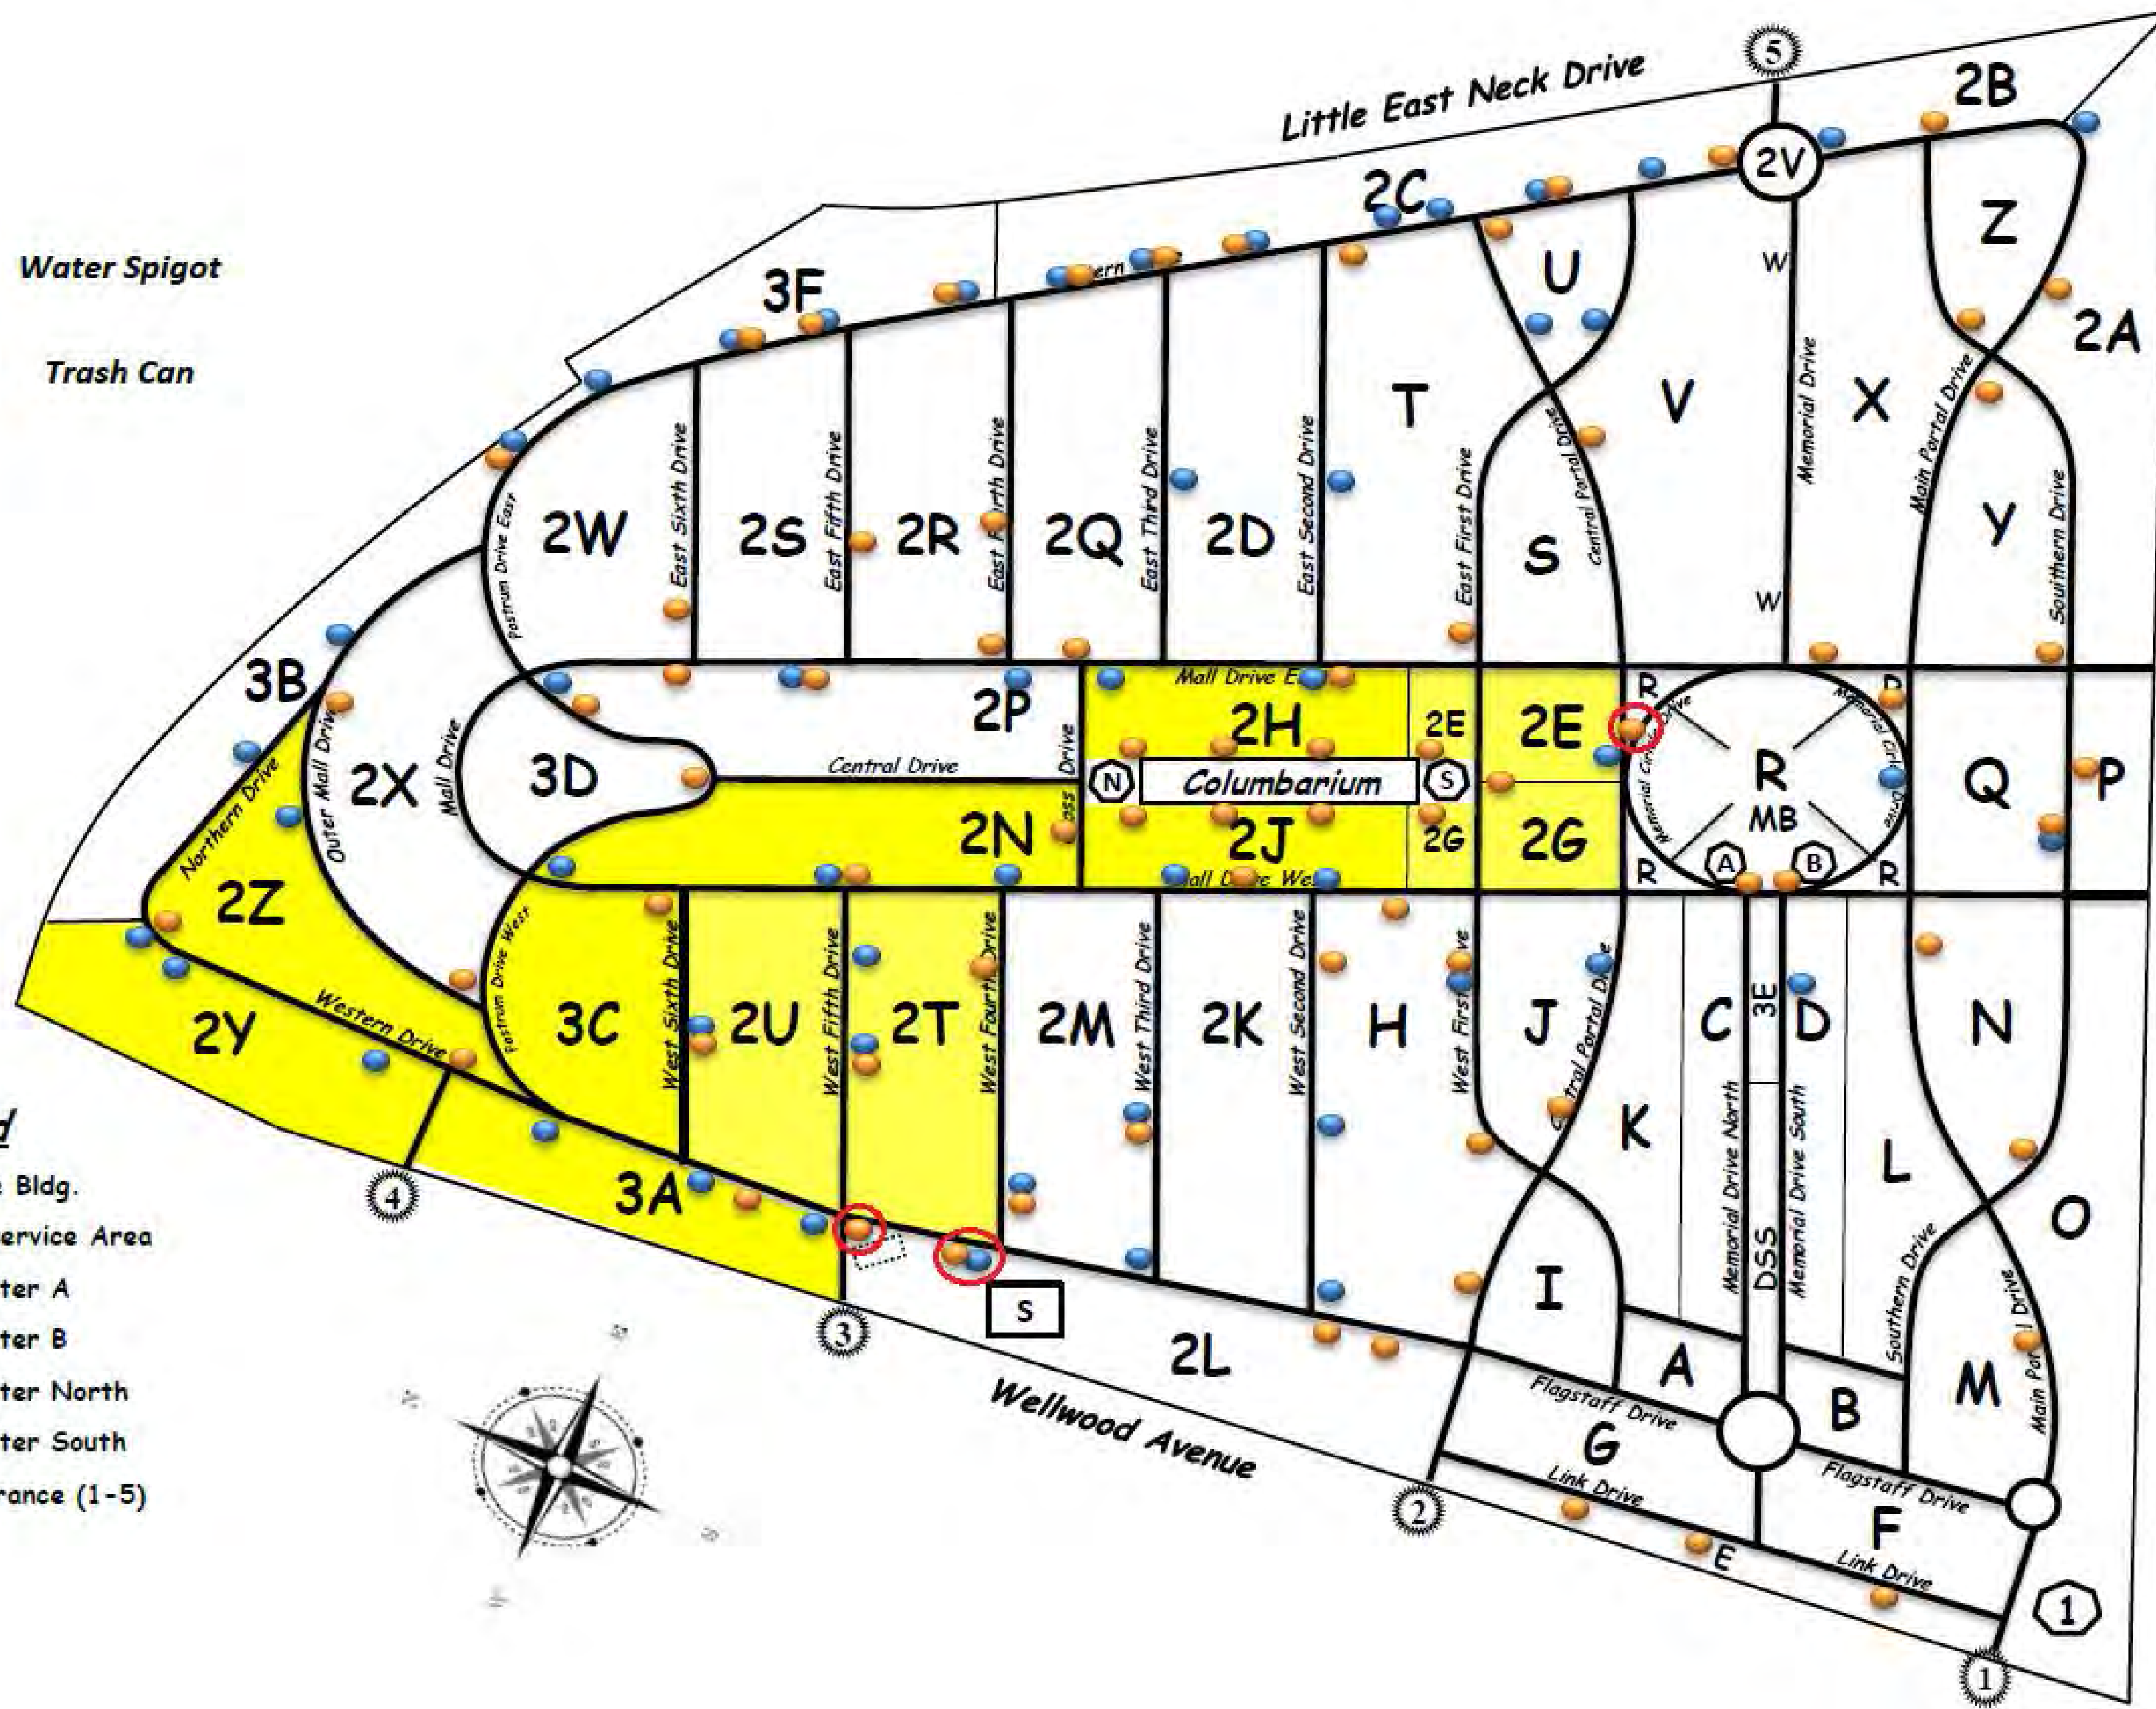 Little East Neck Drive
5
2B
2V
2C
Z
Water Spigot
U
W
3F
2A
Trash Can
T
V
Memorial Drive
X
Main Portal Drive
Postrum Drive East
2W
East Sixth Drive
2S
East Fifth Drive
2R
2Q
East Third Drive
2D
East Second Drive
East First Drive
S
Central Portal Drive
Y
Souithern Drive
W
3B
Mall Drive
2P
2H
2E
2E
R
R
Outer Mall Drive
2X
Mall Drive
3D
Central Drive
Drive
N
Columbarium
S
R
MB
Q
P
Northern Drive
2N
2J
2G
2G
A
B
R
R
2Z
Postrum Drive West
Western Drive
2Y
3C
West Sixth Drive
2U
West Fifth Drive
2T
2M
West Third Drive
2K
West Second Drive
H
West First
J
C
3E
D
N
K
L
O
Memorial Drive North
Memorial Drive South
DSS
4
3A
Bldg.
ervice Area
ter A
ter B
ter North
ter South
rance (1-5)
S
3
2L
I
A
B
M
Southern Drive
Wellwood Avenue
Flagstaff Drive
G
Flagstaff Drive
Link Drive
F
2
E
Link Drive
1
1